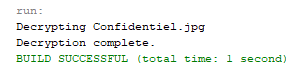 run:
Decrypting Confidentiel.jpg
Decryption complete.
BUILD SUCCESSFUL (total time: 1 second)